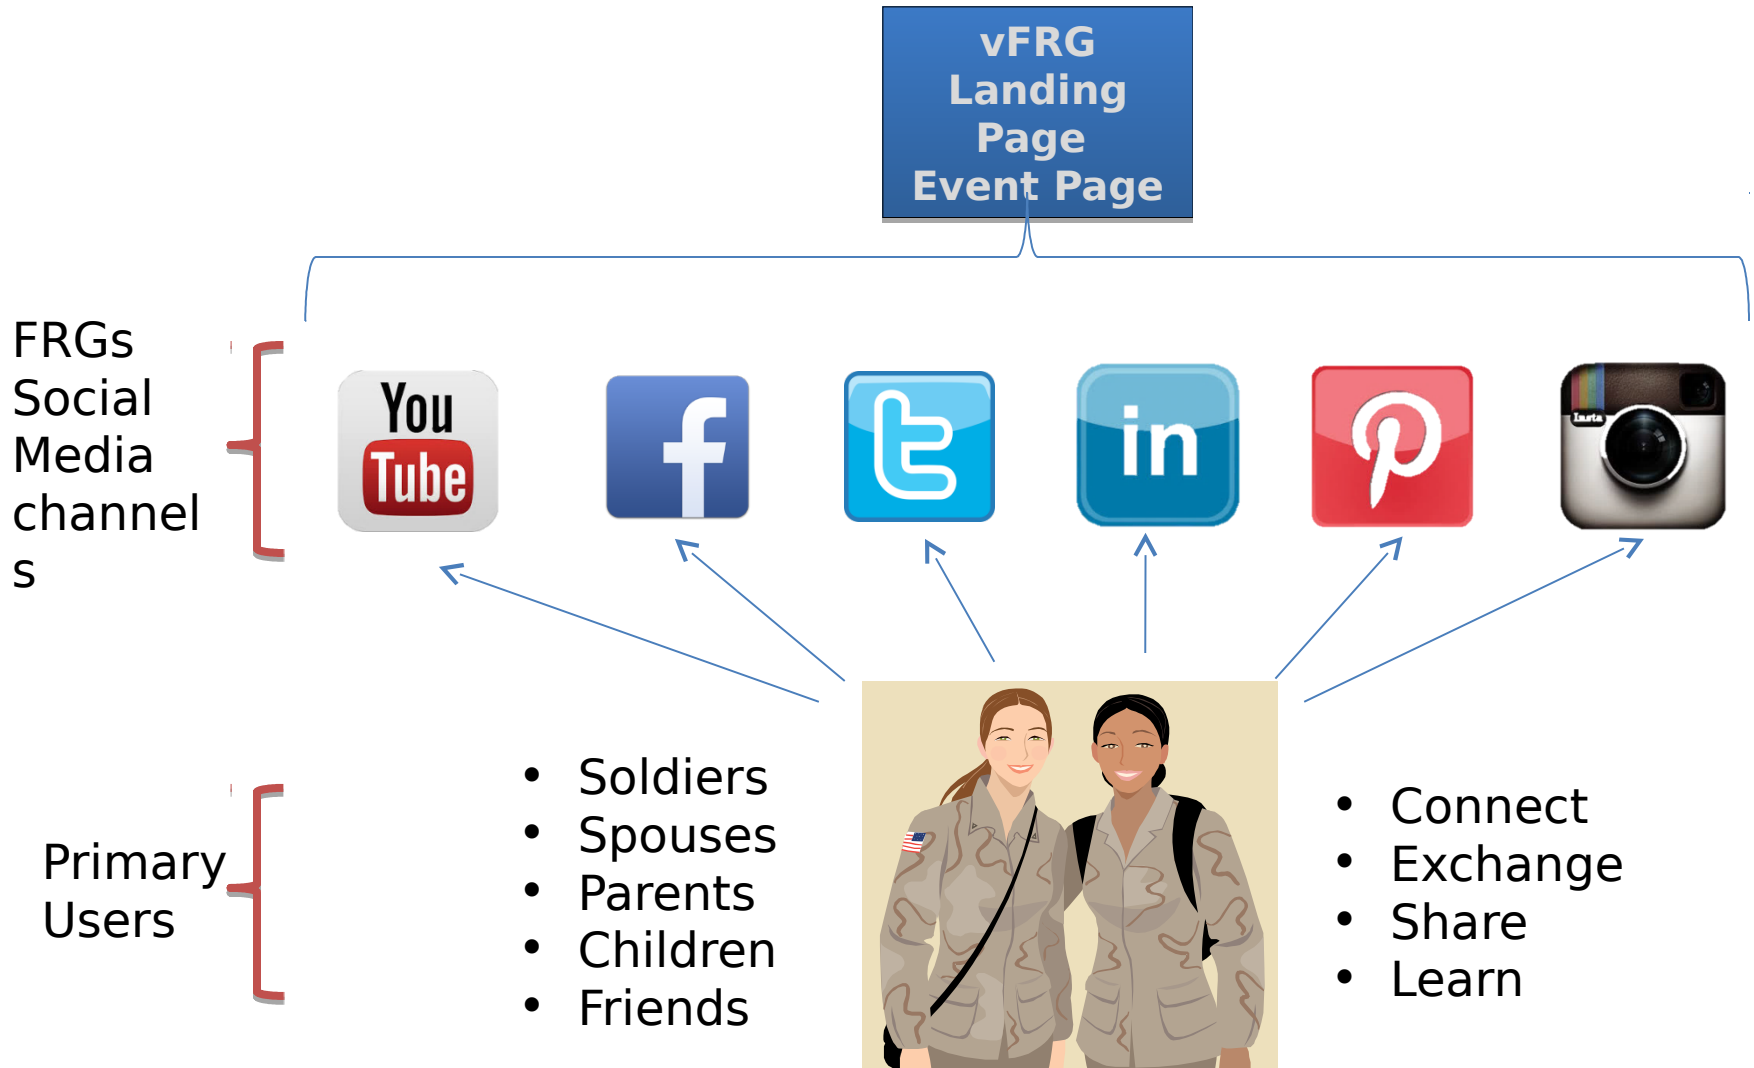 vFRG
Landing
Page
Event Page
FRGs
Social
Media
channel
s
You
Tube
f
t
in
P
Insta
Primary
Users
• Soldiers
• Spouses
• Parents
• Children
• Friends
• Connect
• Exchange
• Share
• Learn